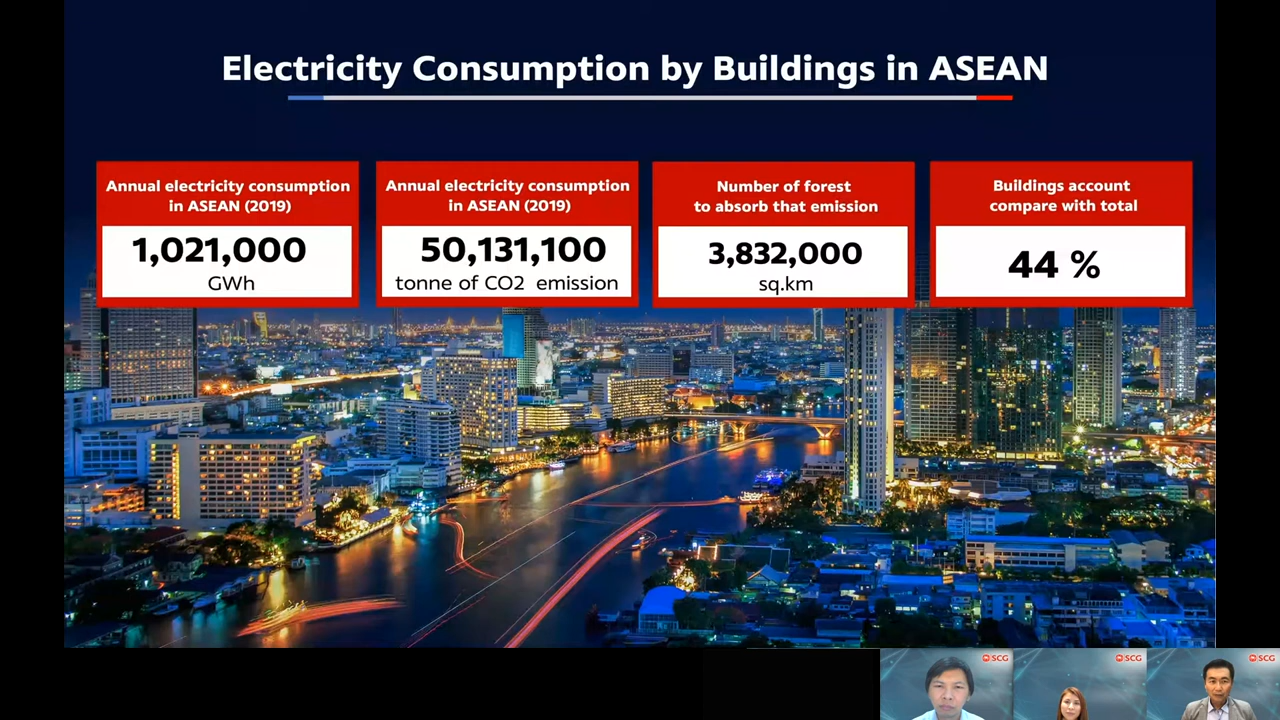 Electricity Consumption by Buildings in ASEAN
Annual electricity consumption
in ASEAN (2019)
1,021,000
GWh
Annual electricity consumption
in ASEAN (2019)
50,131,100
tonne of CO2 emission
Number of forest
to absorb that emission
3,832,000
sq.km
Buildings account
compare with total
44 %
SCG
SCG
SCG